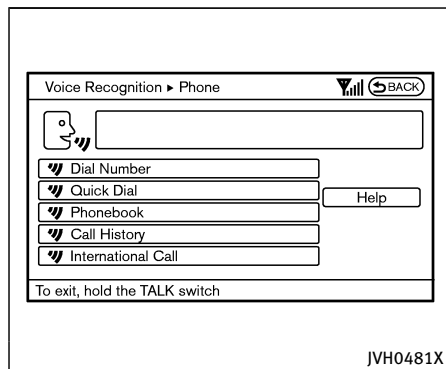 Voice Recognition ▸ Phone BACK
Dial Number
Quick Dial
Help
Phonebook
Call History
International Call
To exit, hold the TALK switch
JVH0481X